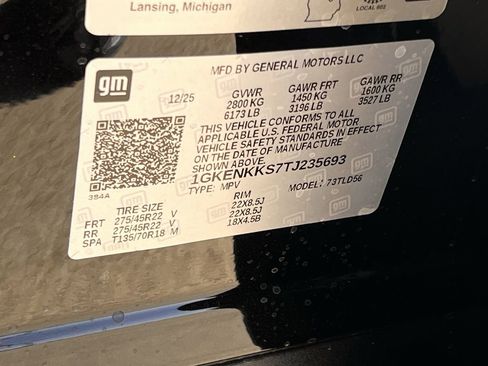 Lansing, Michigan
LOCAL 602
gm
MFD BY GENERAL MOTORS LLC
12/25
GVWR GAWR FRT GAWR RR
2800 KG 1450 KG 1600 KG
6173 LB 3196 LB 3527 LB
THIS VEHICLE CONFORMS TO ALL
APPLICABLE U.S. FEDERAL MOTOR
VEHICLE SAFETY STANDARDS IN EFFECT
ON THE DATE OF MANUFACTURE
SHOWN ABOVE.
1GKENKKS7TJ235693
TYPE: MPV MODEL: 73TLD56
384A
TIRE SIZE RIM
FRT 275/45R22 V 22X8.5J
RR 275/45R22 V 22X8.5J
SPA T135/70R18 M 18X4.5B